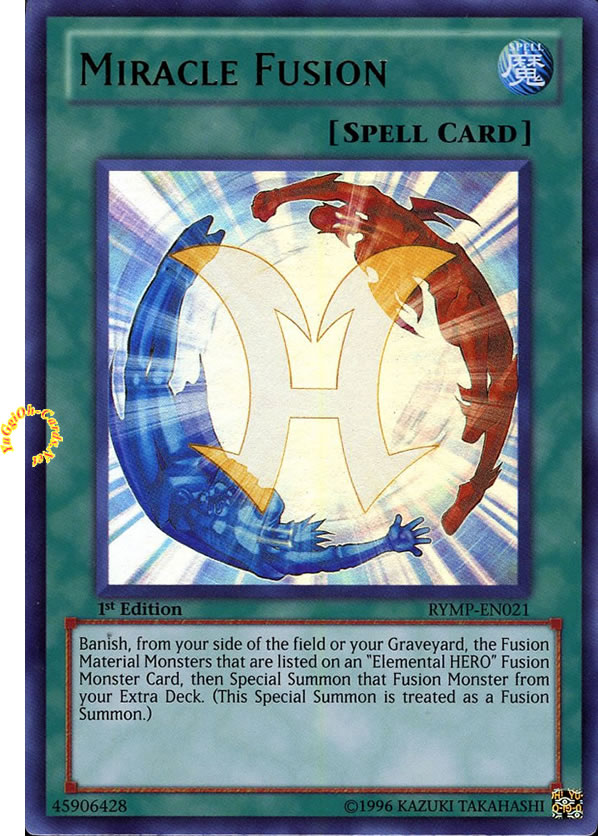 MIRACLE FUSION
SPELL
魔
[SPELL CARD]
H
YuGgiOh-Cards.Net
1st Edition
RYMP-EN021
Banish, from your side of the field or your Graveyard, the Fusion
Material Monsters that are listed on an "Elemental HERO" Fusion
Monster Card, then Special Summon that Fusion Monster from
your Extra Deck. (This Special Summon is treated as a Fusion
Summon.)
45906428
©1996 KAZUKI TAKAHASHI